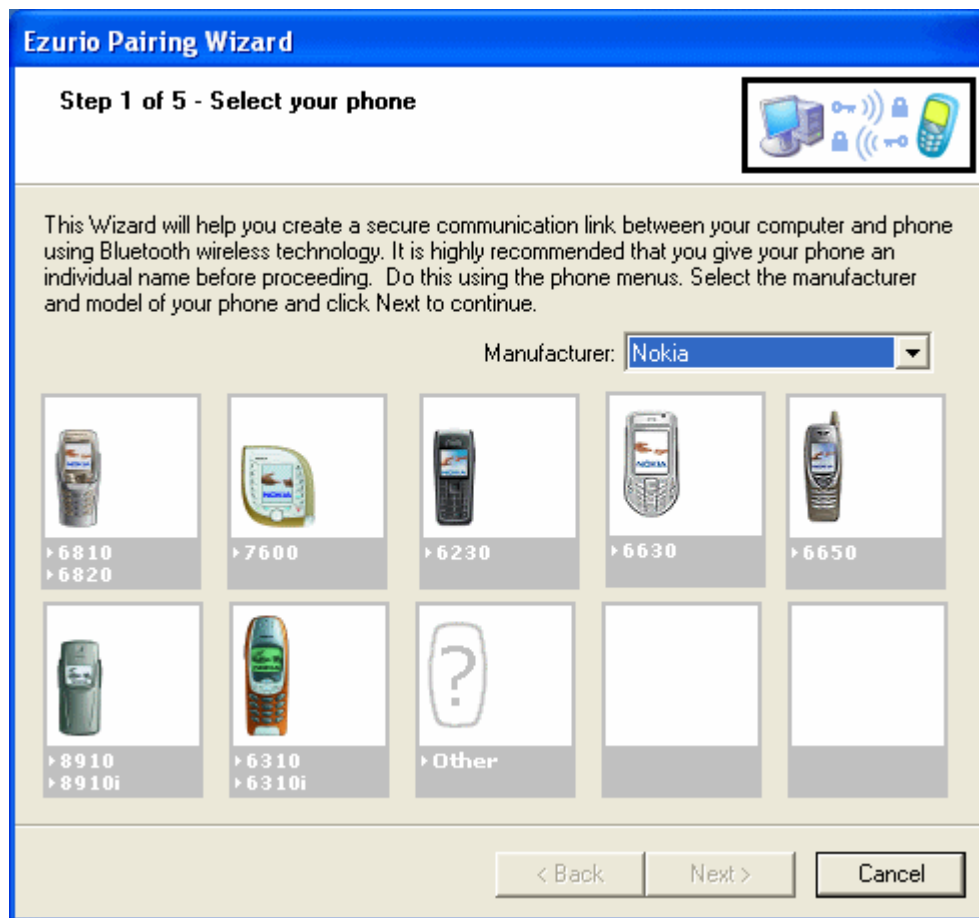 Ezurio Pairing Wizard
Step 1 of 5 - Select your phone
This Wizard will help you create a secure communication link between your computer and phone
using Bluetooth wireless technology. It is highly recommended that you give your phone an
individual name before proceeding.  Do this using the phone menus. Select the manufacturer
and model of your phone and click Next to continue.
Manufacturer: Nokia
6810
6820
7600
6230
6630
6650
8910
8910i
6310
6310i
Other
< Back
Next >
Cancel